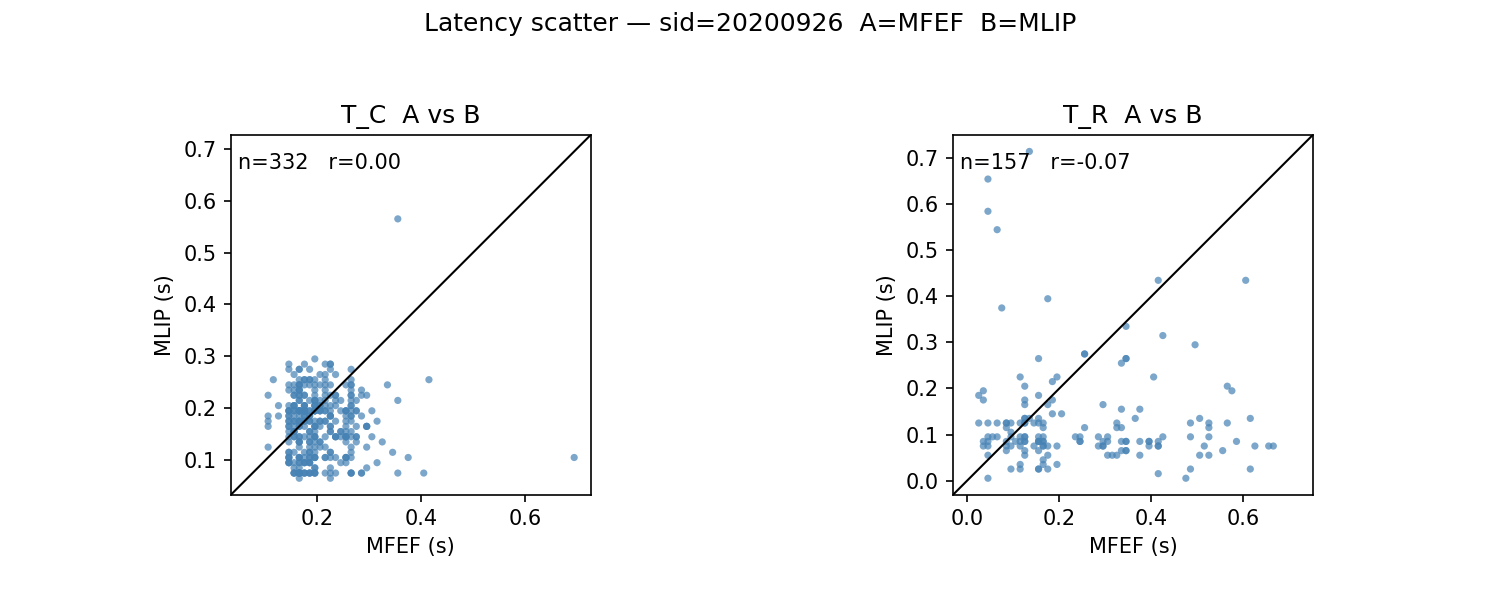 Latency scatter — sid=20200926  A=MFEF  B=MLIP
T_C  A vs B
n=332   r=0.00
0.7
0.6
0.5
0.4
0.3
0.2
0.1
MLIP (s)
0.2
0.4
0.6
MFEF (s)
T_R  A vs B
n=157   r=-0.07
0.7
0.6
0.5
0.4
0.3
0.2
0.1
0.0
MLIP (s)
0.0
0.2
0.4
0.6
MFEF (s)